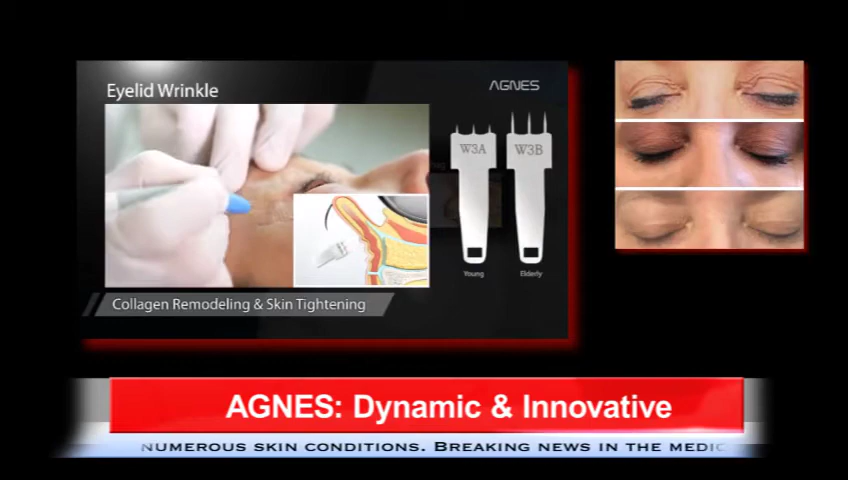 Eyelid Wrinkle
AGNES
W3A
W3B
Young
Elderly
Collagen Remodeling & Skin Tightening
AGNES: Dynamic & Innovative
NUMEROUS SKIN CONDITIONS. BREAKING NEWS IN THE MEDIC